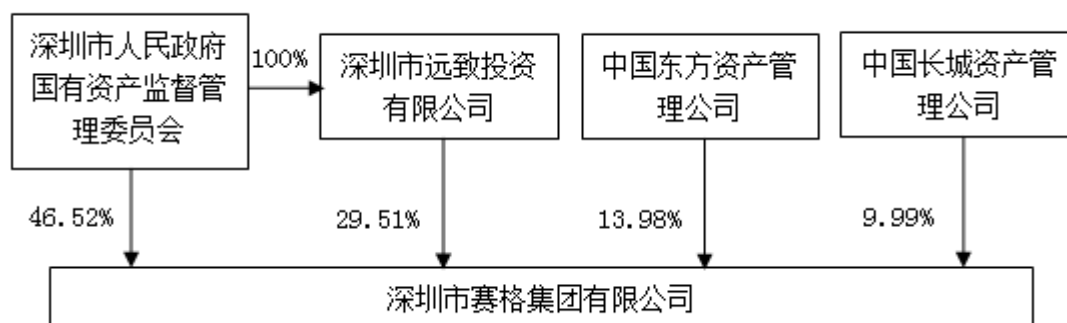 深圳市人民政府
国有资产监督管
理委员会
100%
深圳市远致投资
有限公司
中国东方资产管
理公司
中国长城资产管
理公司
46.52%
29.51%
13.98%
9.99%
深圳市赛格集团有限公司